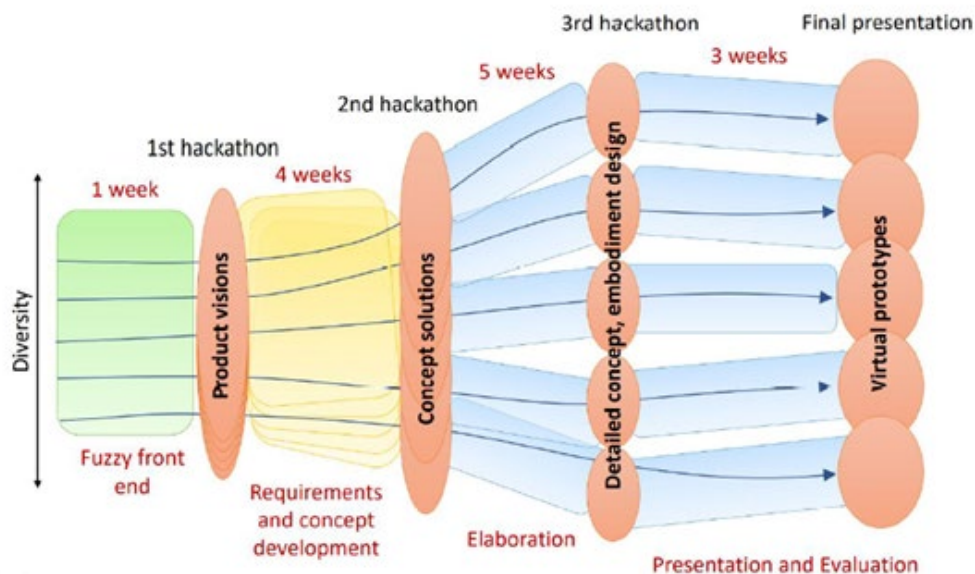 Final presentation
3rd hackathon
3 weeks
5 weeks
2nd hackathon
1st hackathon
4 weeks
1 week
Diversity
Product visions
Concept solutions
Detailed concept, embodiment design
Virtual prototypes
Fuzzy front
end
Requirements
and concept
development
Elaboration
Presentation and Evaluation